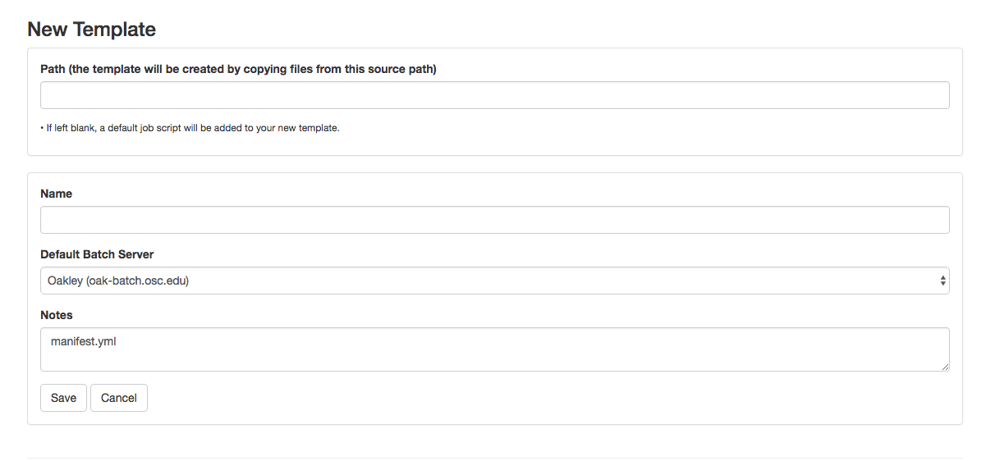 New Template
Path (the template will be created by copying files from this source path)
• If left blank, a default job script will be added to your new template.
Name
Default Batch Server
Oakley (oak-batch.osc.edu)
Notes
manifest.yml
Save Cancel